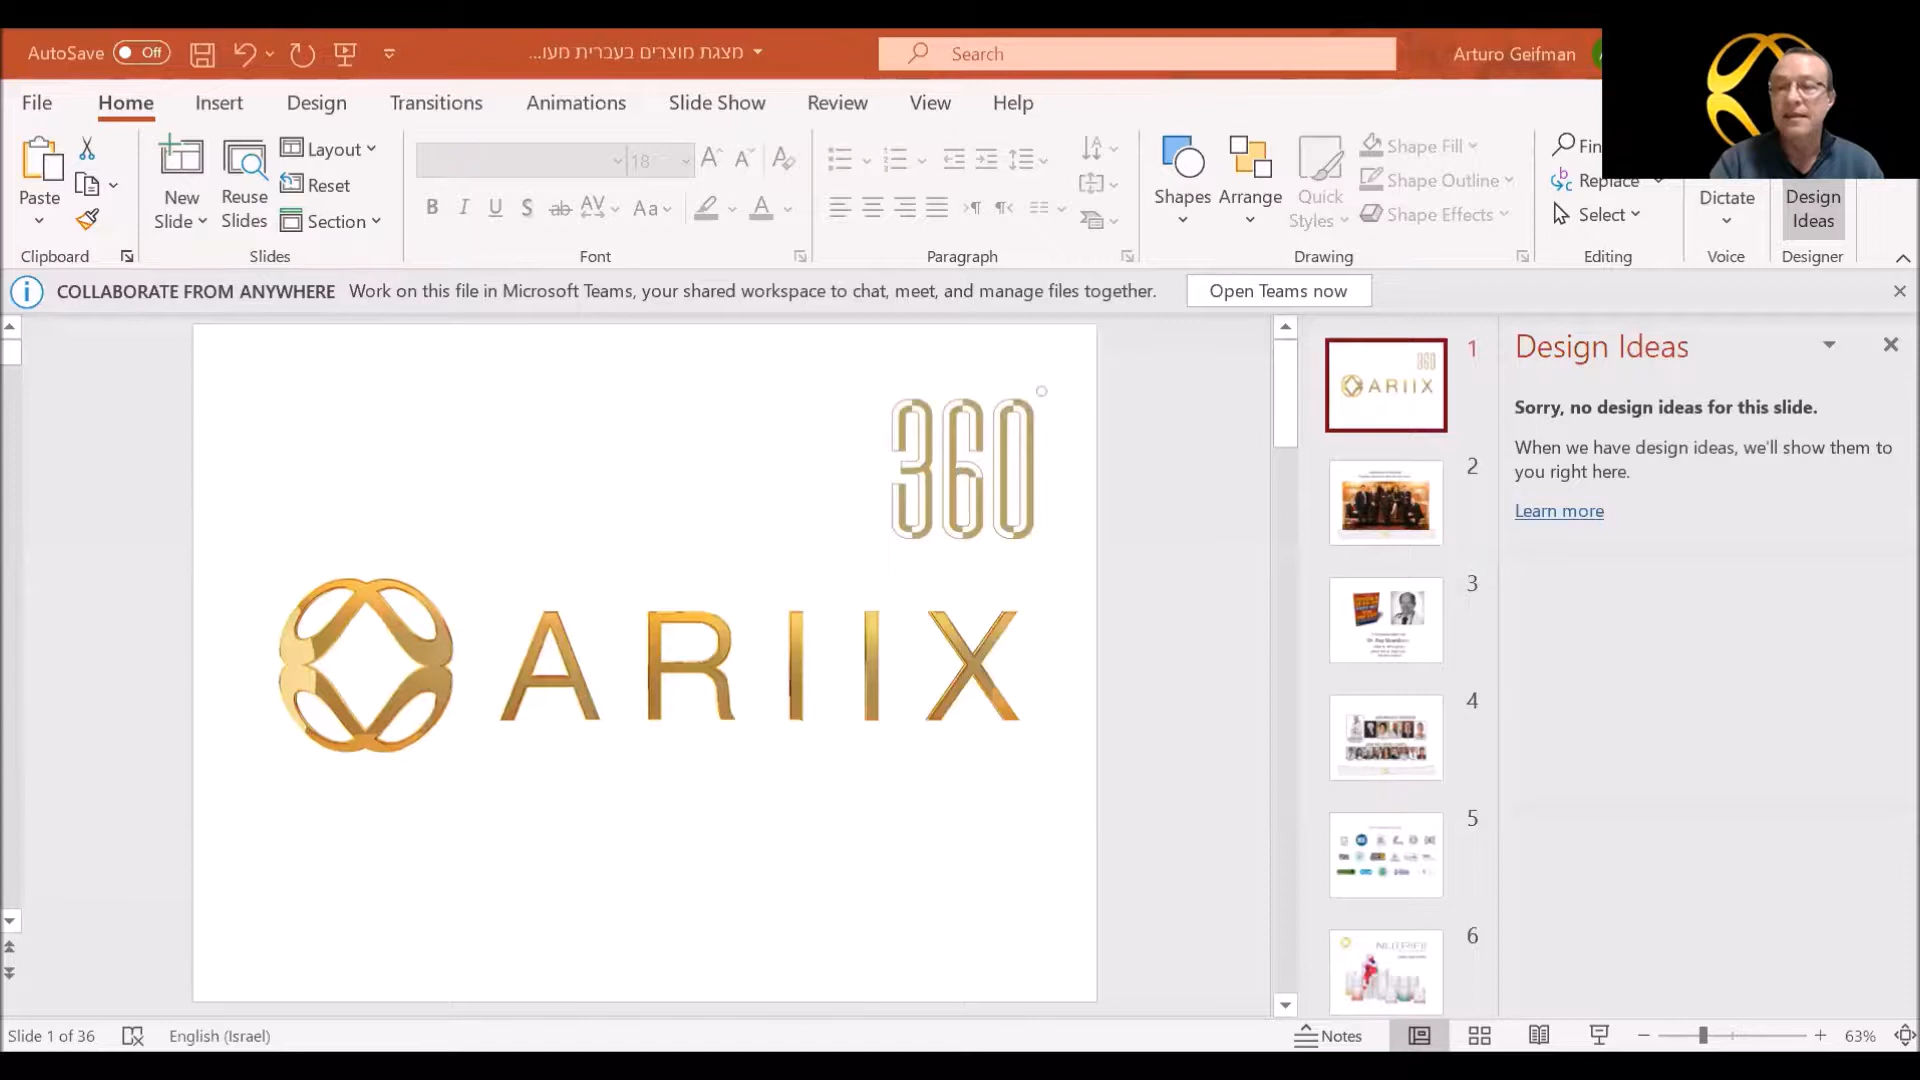 AutoSave Off
מצגת מוצרים בעברית מעו...
Search
Arturo Geifman
File Home Insert Design Transitions Animations Slide Show Review View Help
Paste
New
Slide
Reuse
Slides
Layout
Reset
Section
18
B I U S ab AV Aa A
Shapes
Arrange
Quick
Styles
Shape Fill
Shape Outline
Shape Effects
Replace
Select
Dictate
Design
Ideas
Clipboard
Slides
Font
Paragraph
Drawing
Editing
Voice
Designer
COLLABORATE FROM ANYWHERE Work on this file in Microsoft Teams, your shared workspace to chat, meet, and manage files together. Open Teams now
360°
ARIIX
1
360
ARIIX
2
3
4
5
6
NUTRIFII
Design Ideas
Sorry, no design ideas for this slide.
When we have design ideas, we'll show them to
you right here.
Learn more
Slide 1 of 36 English (Israel) Notes 63%